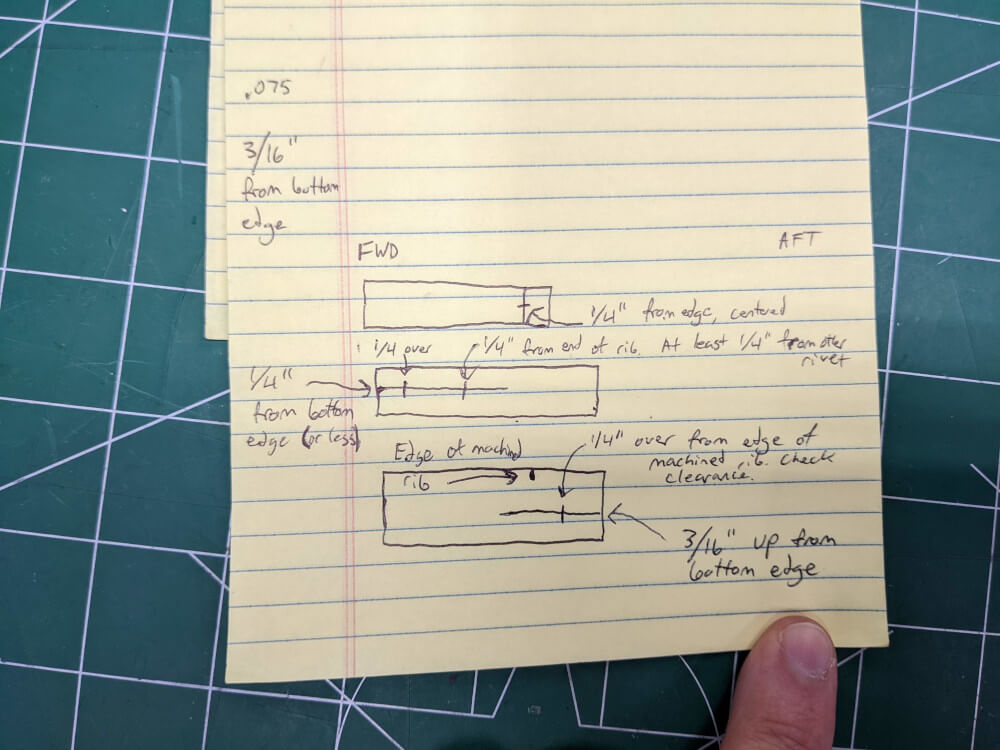 .075
3/16"
from bottom
edge
FWD
AFT
1/4" from edge, centered
1/4 over
1/4" from end of rib. At least 1/4" from other
rivet
1/4"
from bottom
edge (or less)
Edge of machined
rib
1/4" over from edge of
machined rib. Check
clearance.
3/16" up from
bottom edge